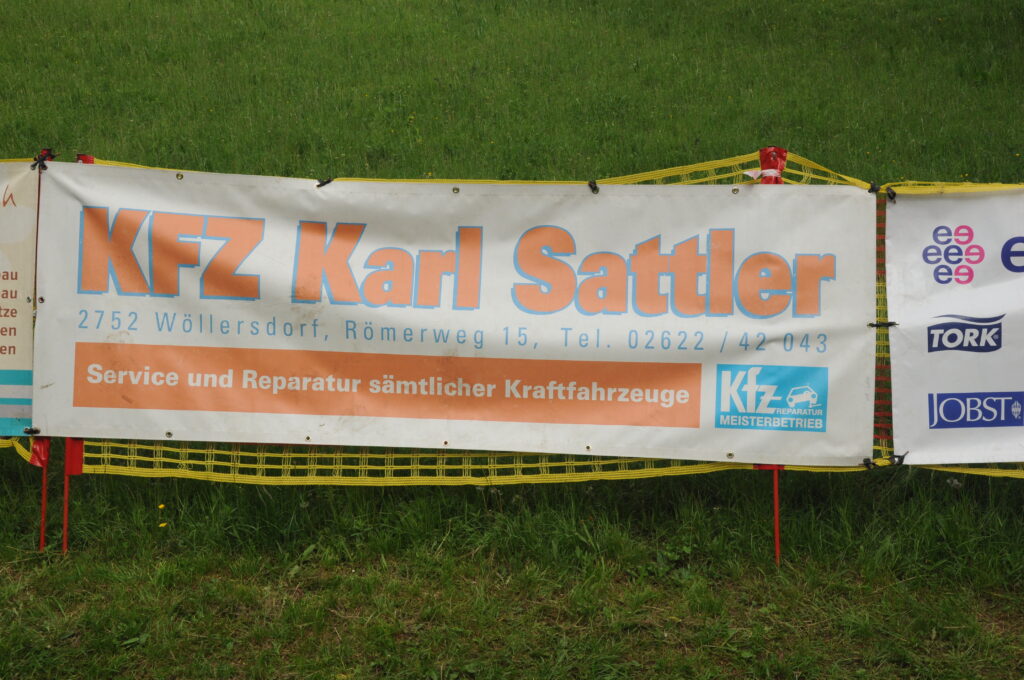 KFZ Karl Sattler
2752 Wöllersdorf, Römerweg 15, Tel. 02622 / 42 043
Service und Reparatur sämtlicher Kraftfahrzeuge
Kfz
REPARATUR
MEISTERBETRIEB
TORK
JOBST